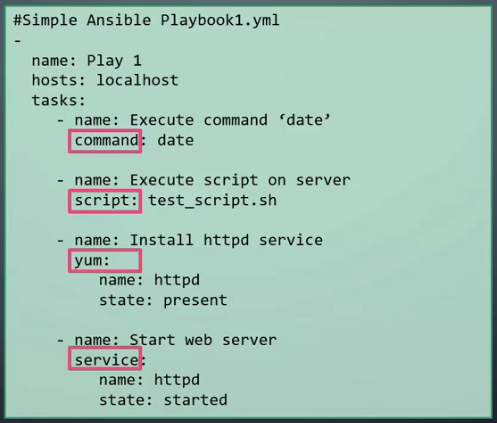 #Simple Ansible Playbook1.yml
-
name: Play 1
hosts: localhost
tasks:
- name: Execute command ‘date’
command: date
- name: Execute script on server
script: test_script.sh
- name: Install httpd service
yum:
name: httpd
state: present
- name: Start web server
service:
name: httpd
state: started